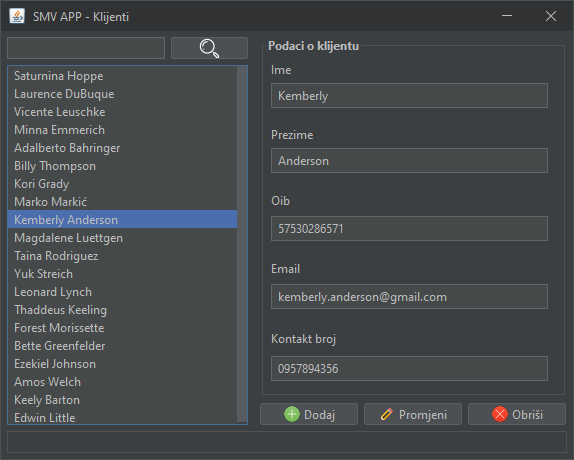 SMV APP - Klijenti
Saturnina Hoppe
Laurence DuBuque
Vicente Leuschke
Minna Emmerich
Adalberto Bahringer
Billy Thompson
Kori Grady
Marko Markić
Kemberly Anderson
Magdalene Luettgen
Taina Rodriguez
Yuk Streich
Leonard Lynch
Thaddeus Keeling
Forest Morissette
Bette Greenfelder
Ezekiel Johnson
Amos Welch
Keely Barton
Edwin Little
Podaci o klijentu
Ime
Kemberly
Prezime
Anderson
Oib
57530286571
Email
kemberly.anderson@gmail.com
Kontakt broj
0957894356
Dodaj
Promjeni
Obriši